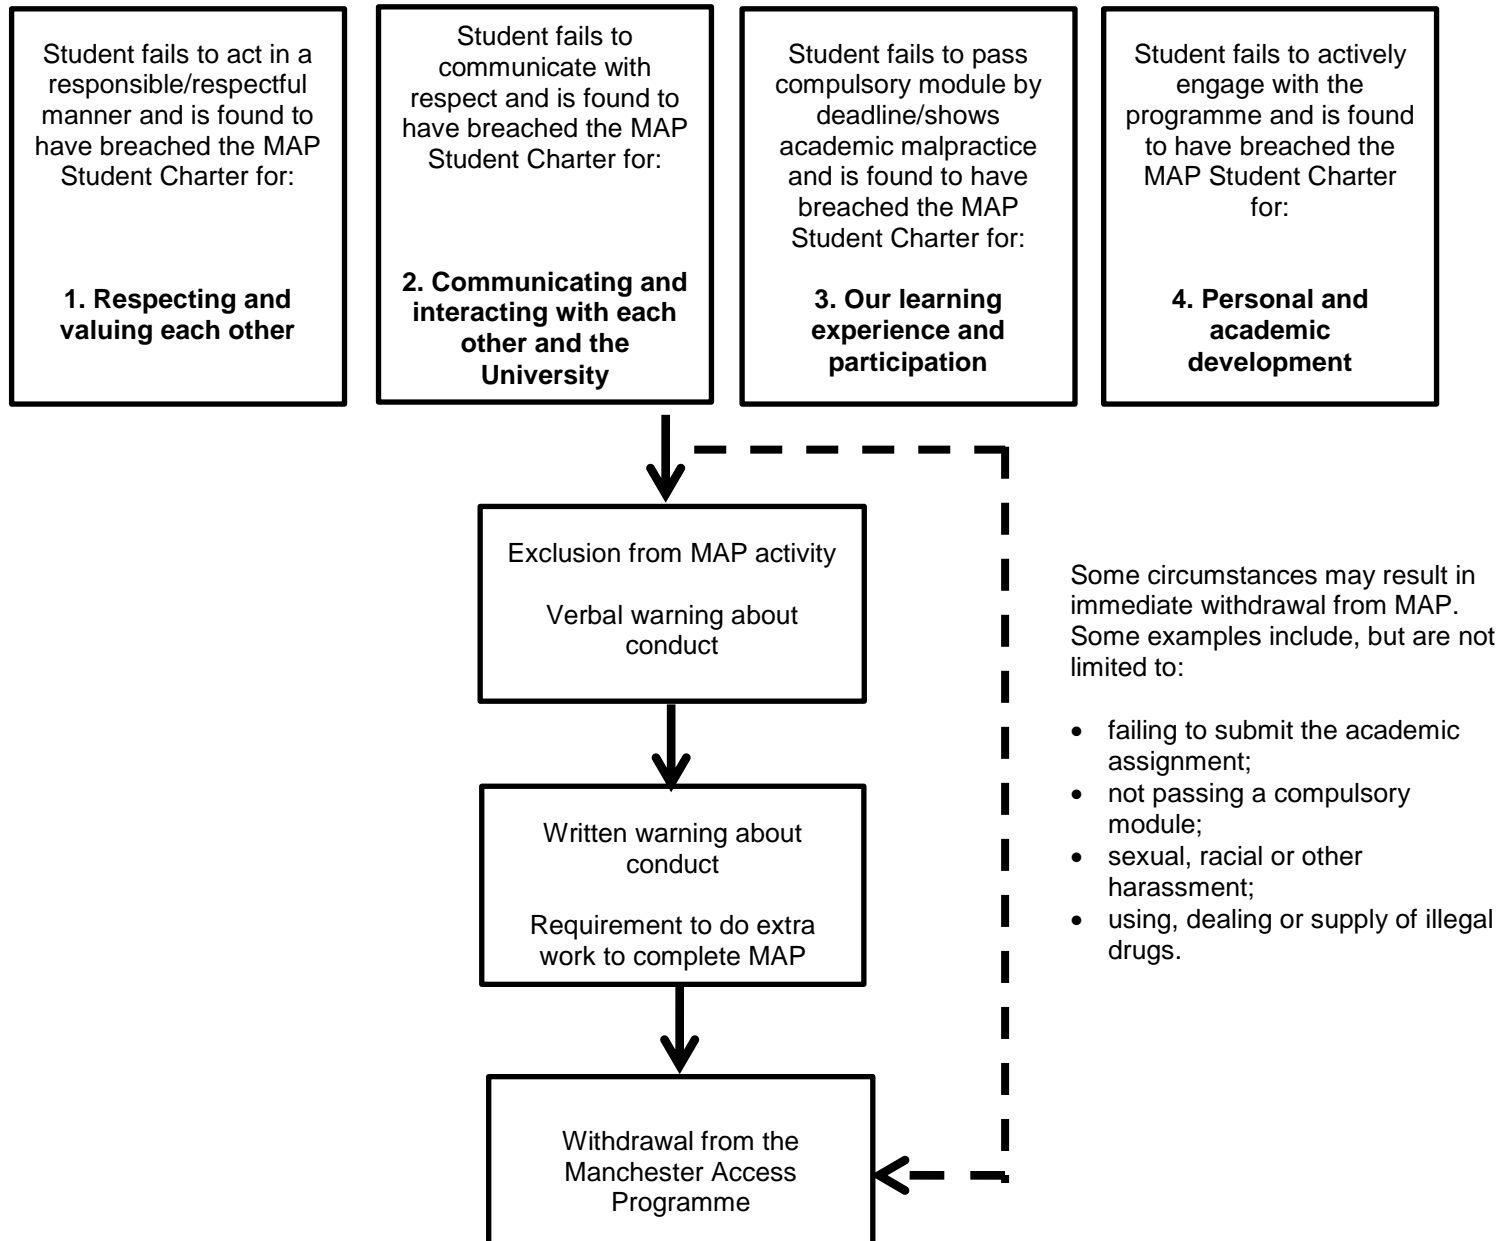 Student fails to act in a
responsible/respectful
manner and is found to
have breached the MAP
Student Charter for:
1. Respecting and
valuing each other
Student fails to
communicate with
respect and is found to
have breached the MAP
Student Charter for:
2. Communicating and
interacting with each
other and the
University
Student fails to pass
compulsory module by
deadline/shows
academic malpractice
and is found to have
breached the MAP
Student Charter for:
3. Our learning
experience and
participation
Student fails to actively
engage with the
programme and is found
to have breached the
MAP Student Charter
for:
4. Personal and
academic
development
Exclusion from MAP activity
Verbal warning about
conduct
Written warning about
conduct
Requirement to do extra
work to complete MAP
Withdrawal from the
Manchester Access
Programme
Some circumstances may result in
immediate withdrawal from MAP.
Some examples include, but are not
limited to:
• failing to submit the academic
assignment;
• not passing a compulsory
module;
• sexual, racial or other
harassment;
• using, dealing or supply of illegal
drugs.